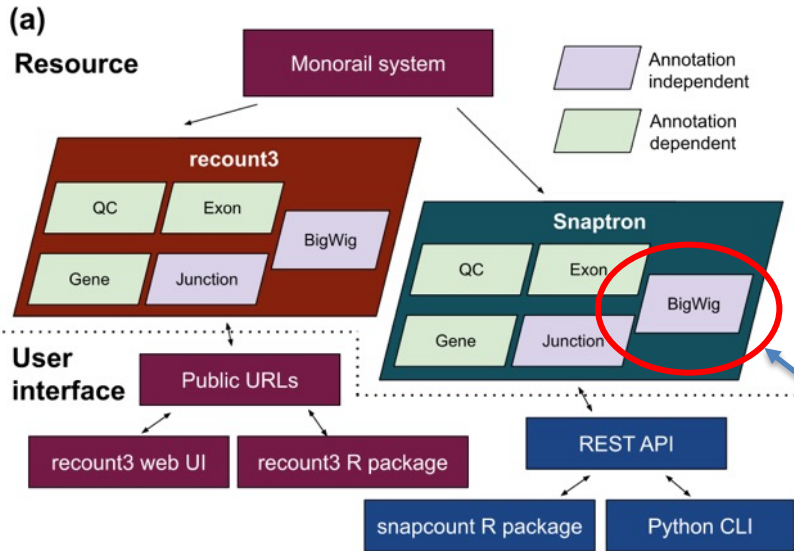 (a)
Resource
Monorail system
Annotation
independent
Annotation
dependent
recount3
QC
Exon
BigWig
Gene
Junction
Snaptron
QC
Exon
BigWig
Gene
Junction
User
interface
Public URLs
recount3 web UI
recount3 R package
REST API
snapcount R package
Python CLI